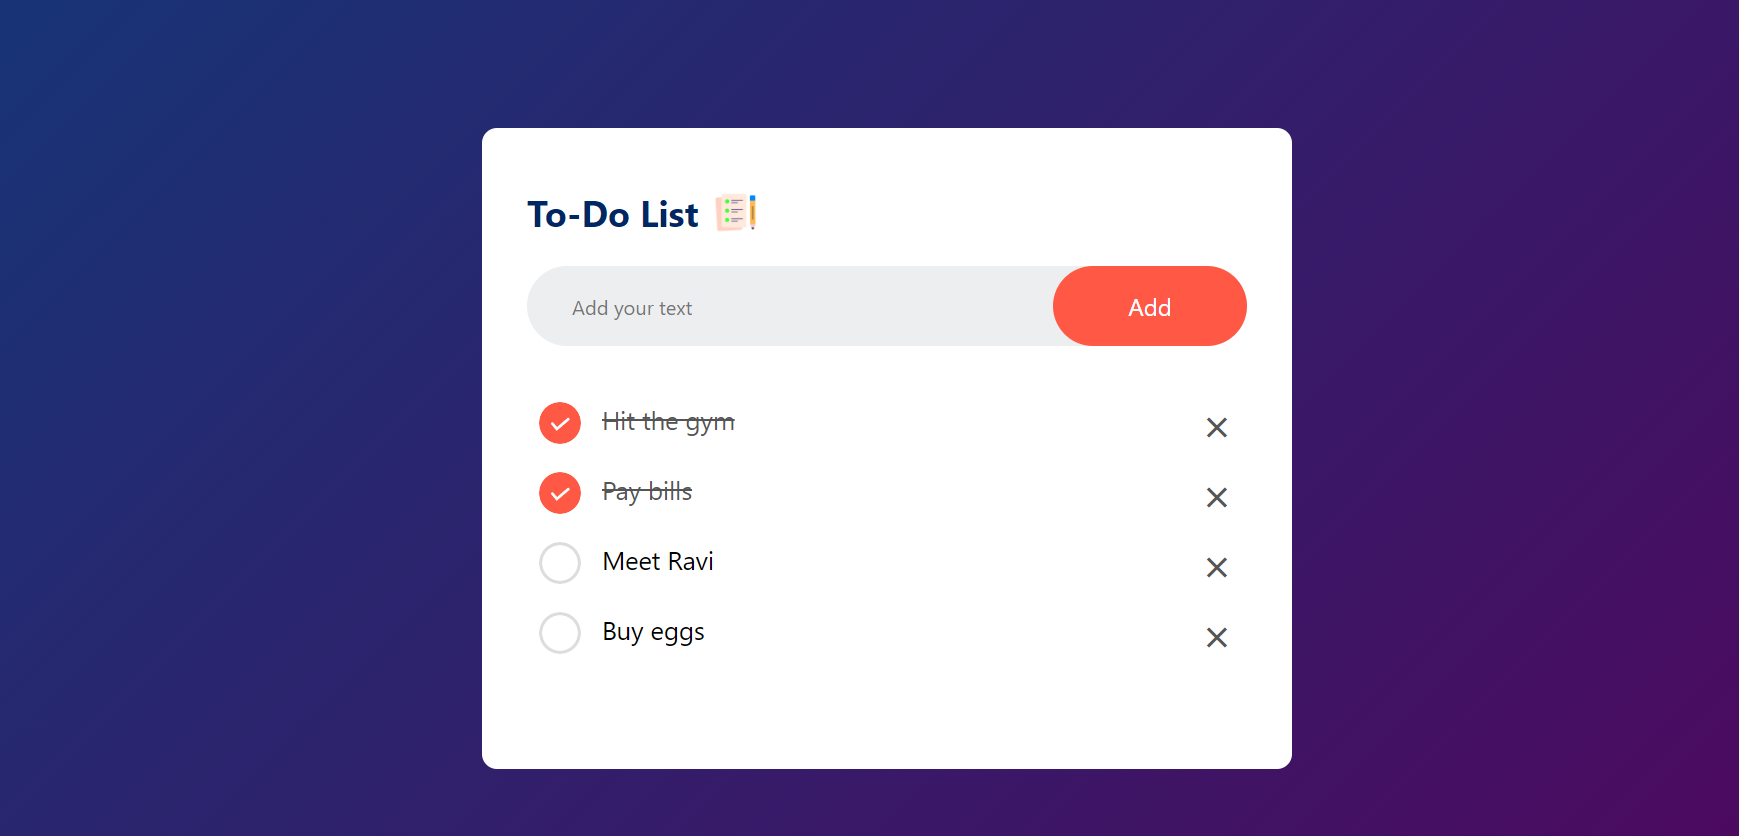 To-Do List
Add your text
Add
Hit the gym
Pay bills
Meet Ravi
Buy eggs